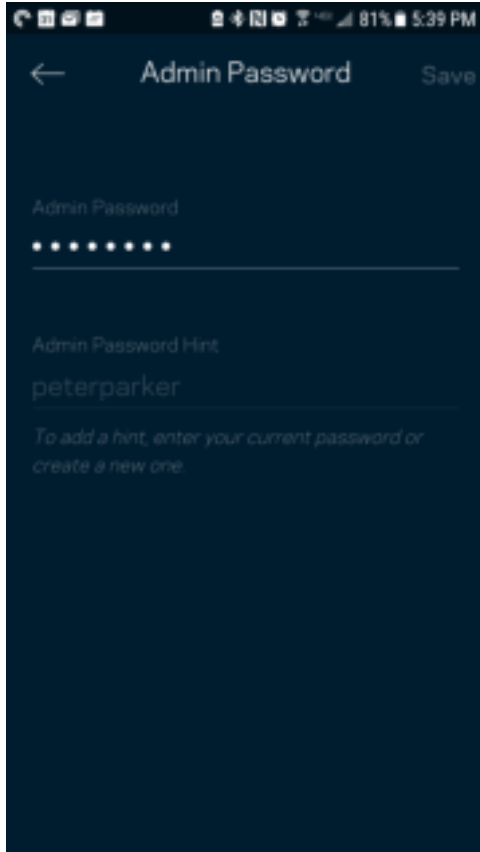 81% 5:39 PM
Admin Password Save
Admin Password
••••••••
Admin Password Hint
peterparker
To add a hint, enter your current password or
create a new one.